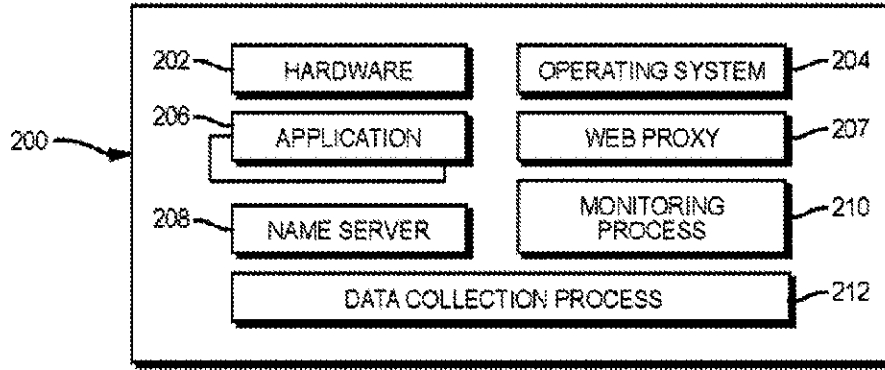 202 HARDWARE OPERATING SYSTEM 204
206 APPLICATION WEB PROXY 207
200
208 NAME SERVER MONITORING PROCESS 210
DATA COLLECTION PROCESS 212